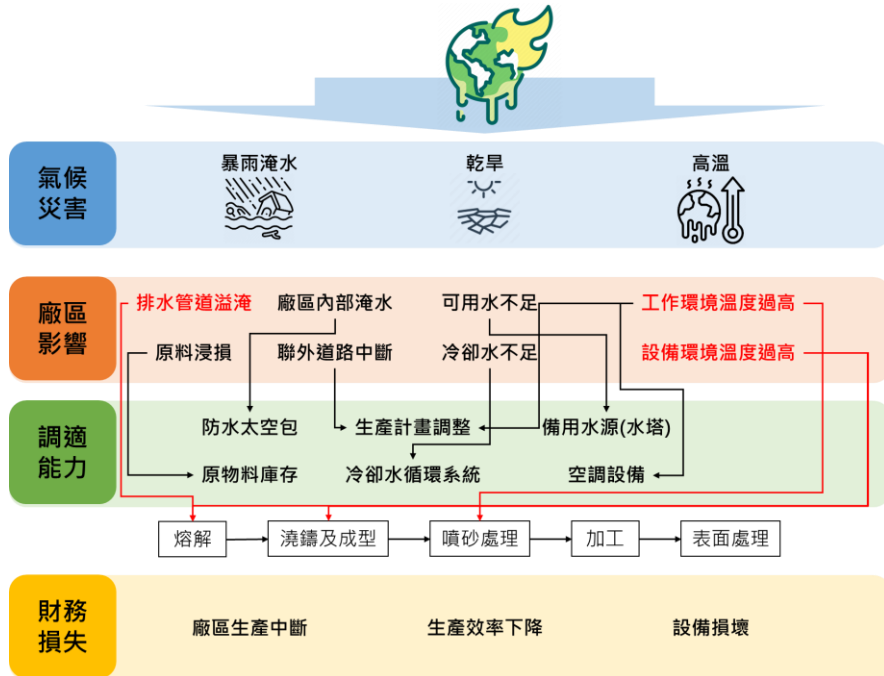 氣候
災害
暴雨淹水
乾旱
高溫
廠區
影響
排水管道溢淹
廠區內部淹水
可用水不足
工作環境溫度過高
原料浸損
聯外道路中斷
冷卻水不足
設備環境溫度過高
調適
能力
防水太空包
生產計畫調整
備用水源(水塔)
原物料庫存
冷卻水循環系統
空調設備
熔解
澆鑄及成型
噴砂處理
加工
表面處理
財務
損失
廠區生產中斷
生產效率下降
設備損壞